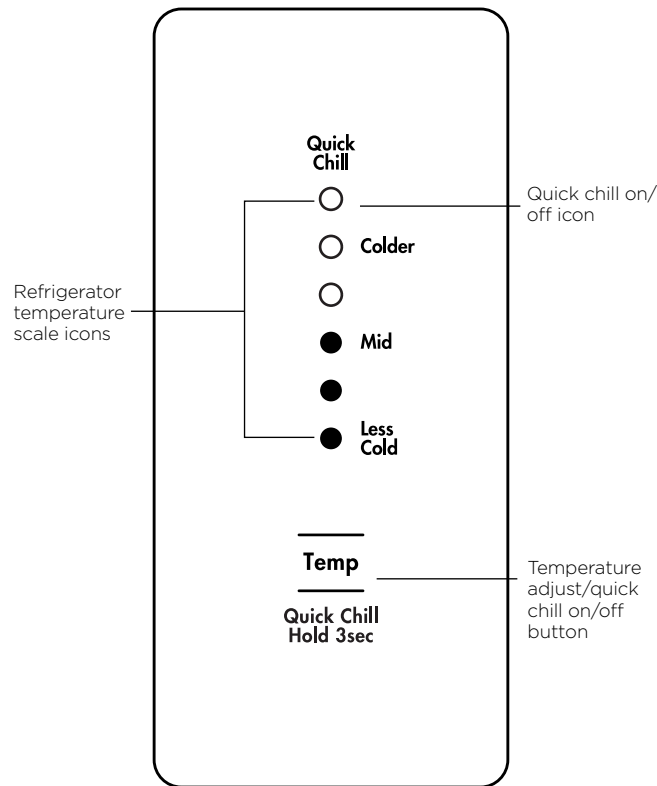 Quick
Chill
Quick chill on/
off icon
Colder
Refrigerator
temperature
scale icons
Mid
Less
Cold
Temp
Temperature
adjust/quick
chill on/off
button
Quick Chill
Hold 3sec